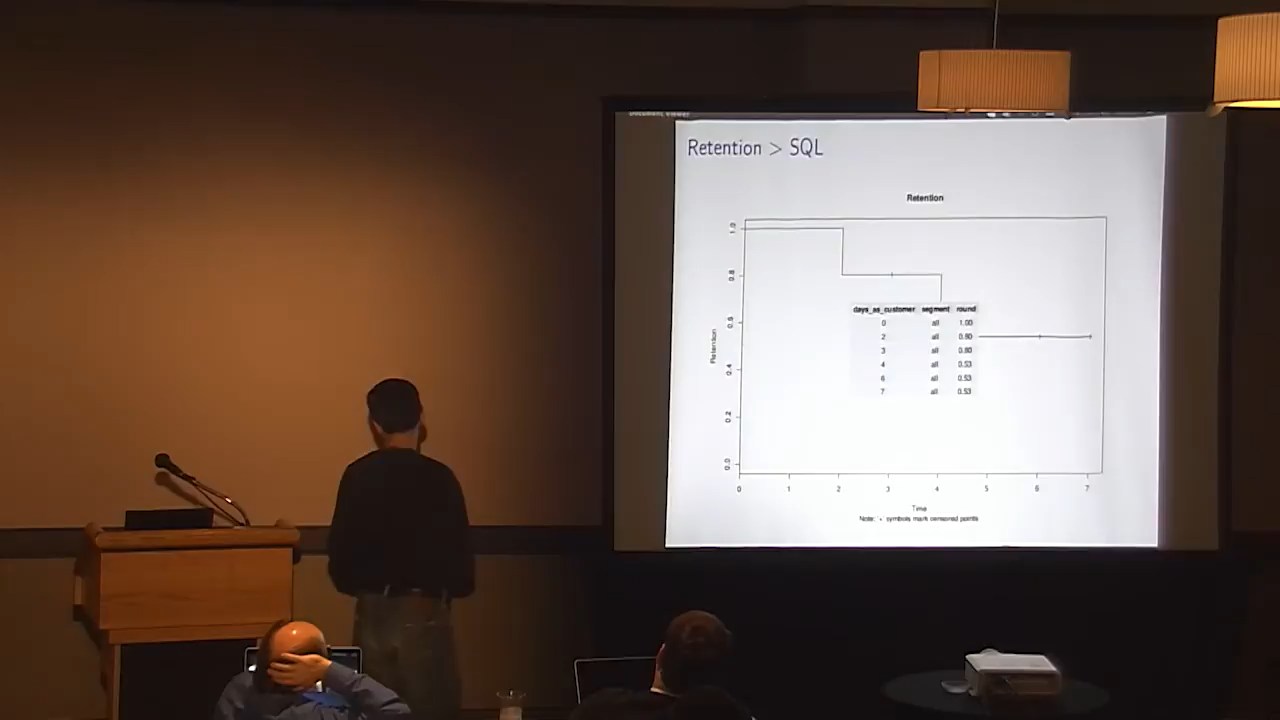 Document Viewer
Retention > SQL
Retention
1.0
0.8
0.6
0.4
0.2
0.0
Retention
days_as_customer segment round
0 all 1.00
2 all 0.80
3 all 0.80
4 all 0.53
6 all 0.53
7 all 0.53
0 1 2 3 4 5 6 7
Time
Note: '+' symbols mark censored points